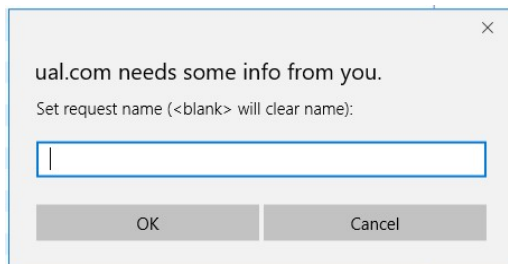 ual.com needs some info from you.
Set request name (<blank> will clear name):
OK
Cancel